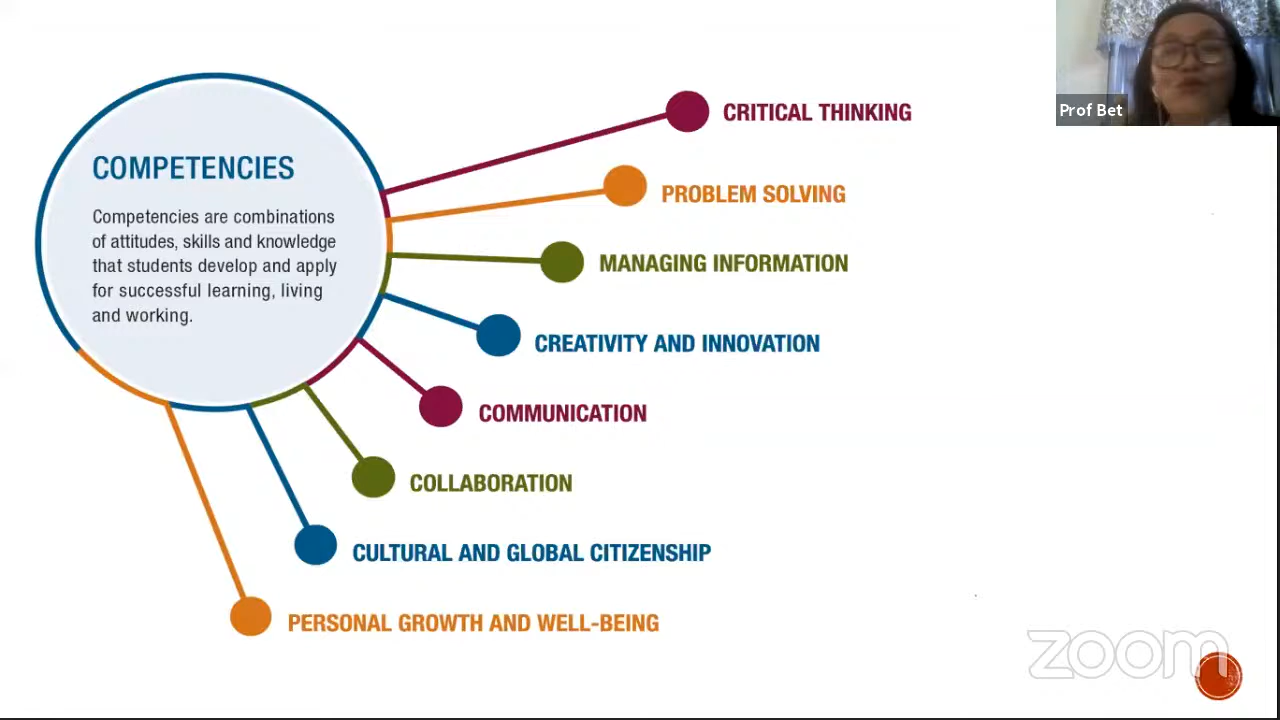 Prof Bet
COMPETENCIES
Competencies are combinations
of attitudes, skills and knowledge
that students develop and apply
for successful learning, living
and working.
CRITICAL THINKING
PROBLEM SOLVING
MANAGING INFORMATION
CREATIVITY AND INNOVATION
COMMUNICATION
COLLABORATION
CULTURAL AND GLOBAL CITIZENSHIP
PERSONAL GROWTH AND WELL-BEING
zoom